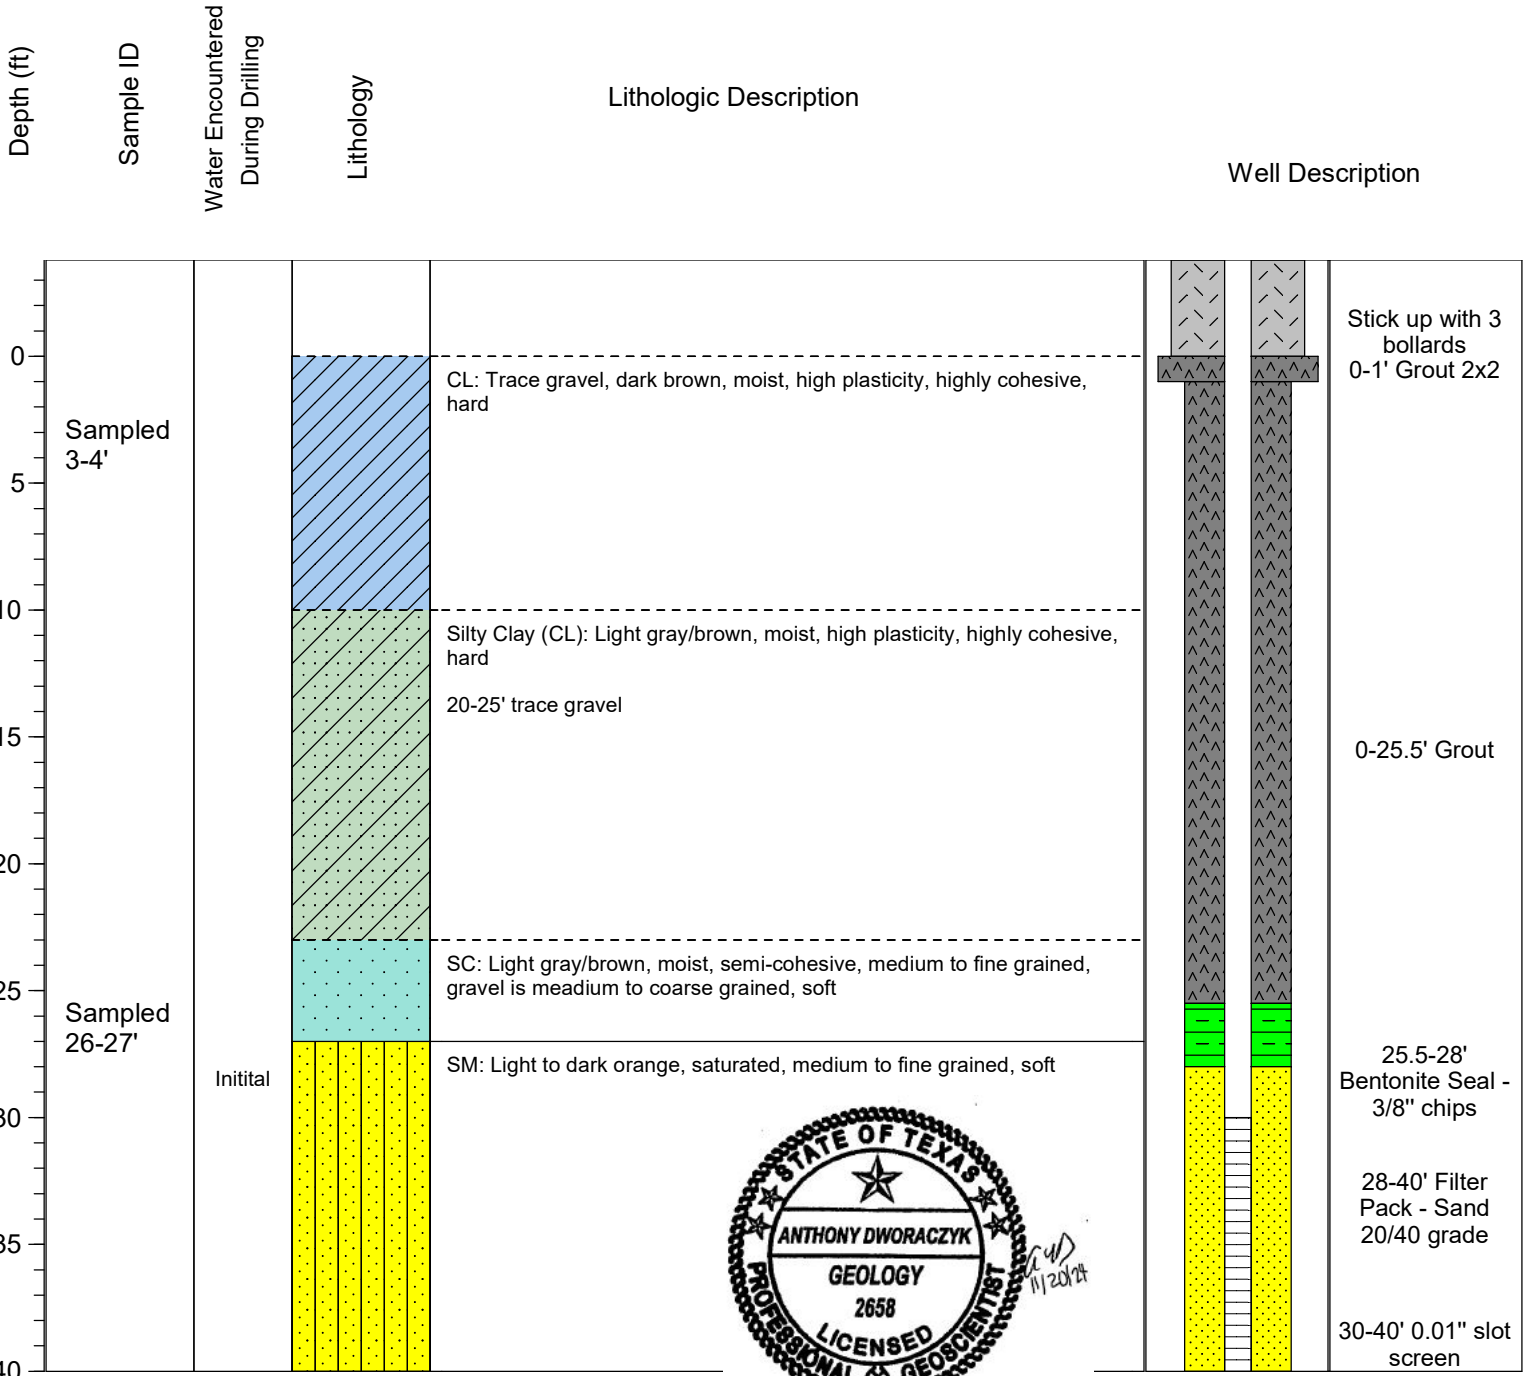 Depth (ft)
Sample ID
Water Encountered
During Drilling
Lithology
Lithologic Description
Well Description
0
5
10
15
20
25
30
35
40
Sampled
3-4'
Sampled
26-27'
Initital
CL: Trace gravel, dark brown, moist, high plasticity, highly cohesive,
hard
Silty Clay (CL): Light gray/brown, moist, high plasticity, highly cohesive,
hard
20-25' trace gravel
SC: Light gray/brown, moist, semi-cohesive, medium to fine grained,
gravel is meadium to coarse grained, soft
SM: Light to dark orange, saturated, medium to fine grained, soft
STATE OF TEXAS
ANTHONY DWORACZYK
GEOLOGY
2658
LICENSED
PROFESSIONAL GEOSCIENTIST
11/20/24
Stick up with 3
bollards
0-1' Grout 2x2
0-25.5' Grout
25.5-28'
Bentonite Seal -
3/8" chips
28-40' Filter
Pack - Sand
20/40 grade
30-40' 0.01" slot
screen